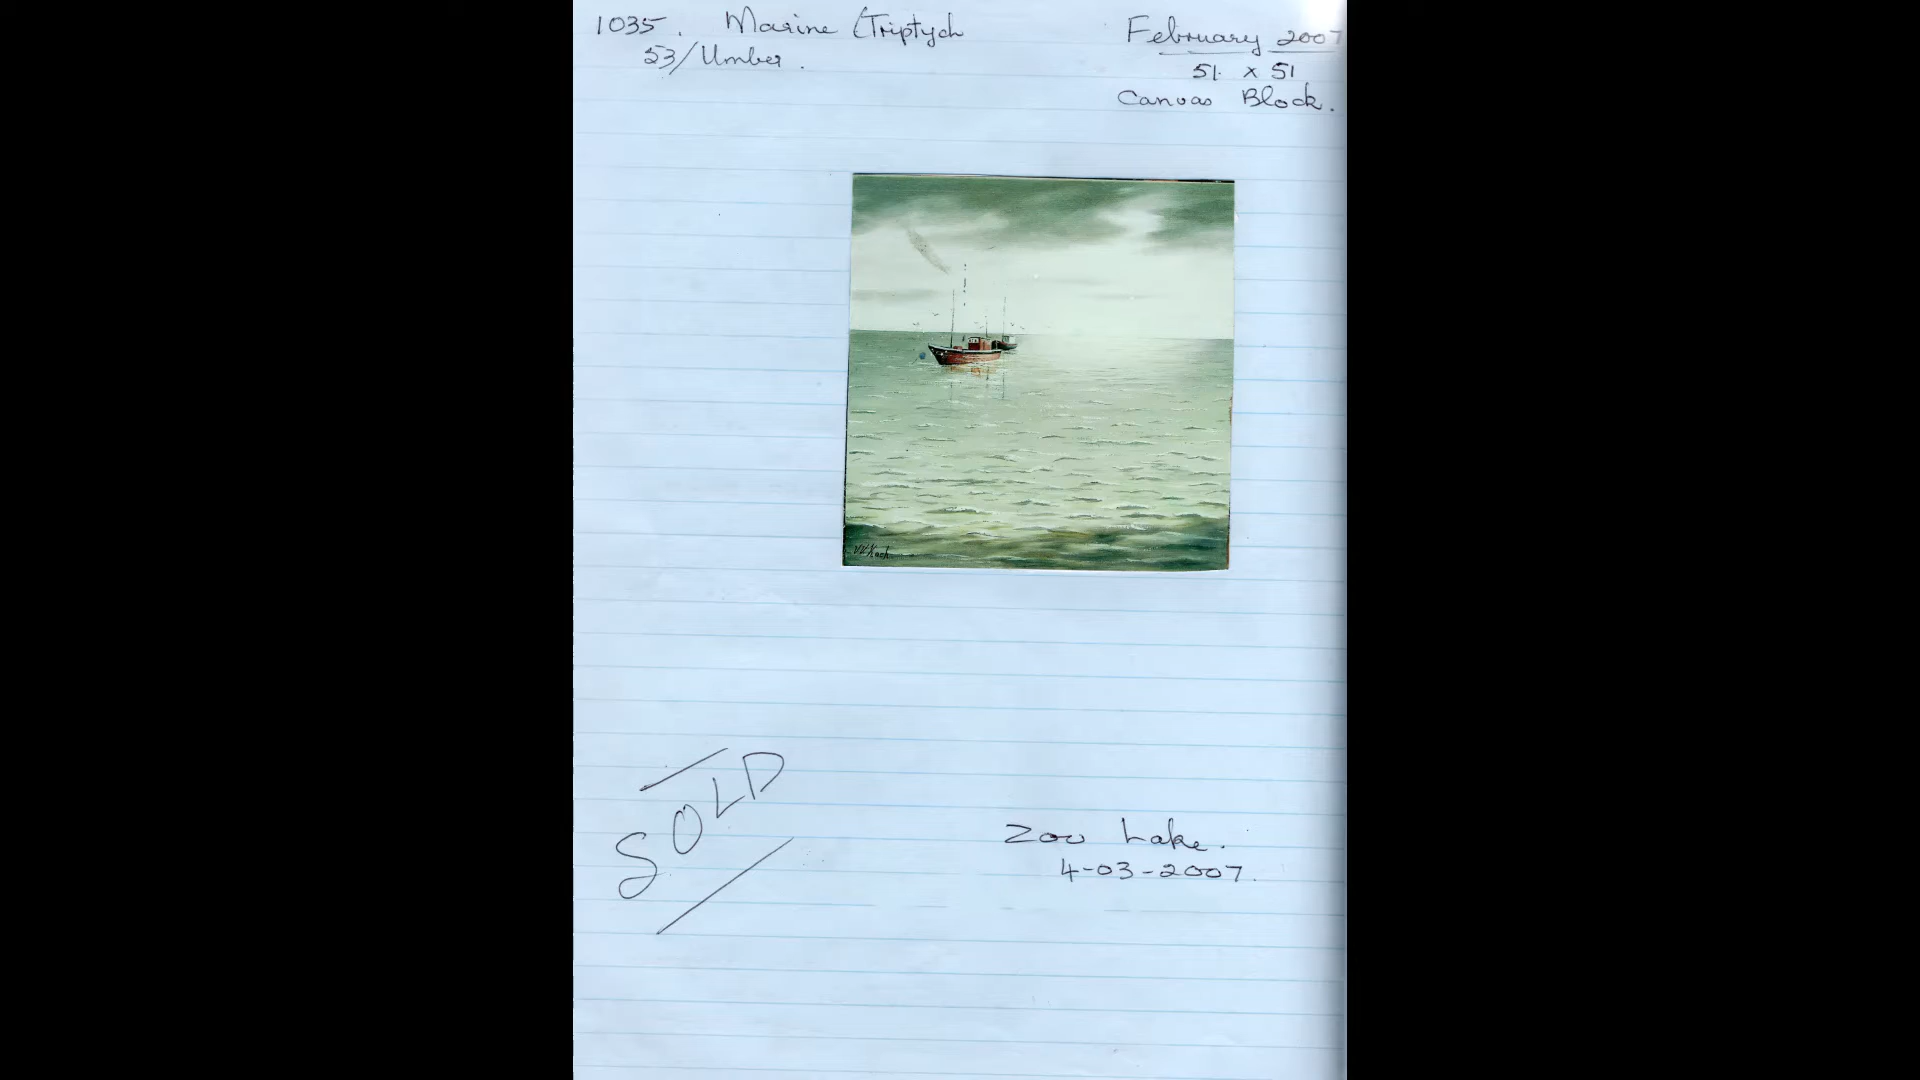 1035. Marine (Triptych
February 2007
53/Umber.
51 x 51
Canvas Block.
SOLD
Zoo Lake.
4-03-2007.